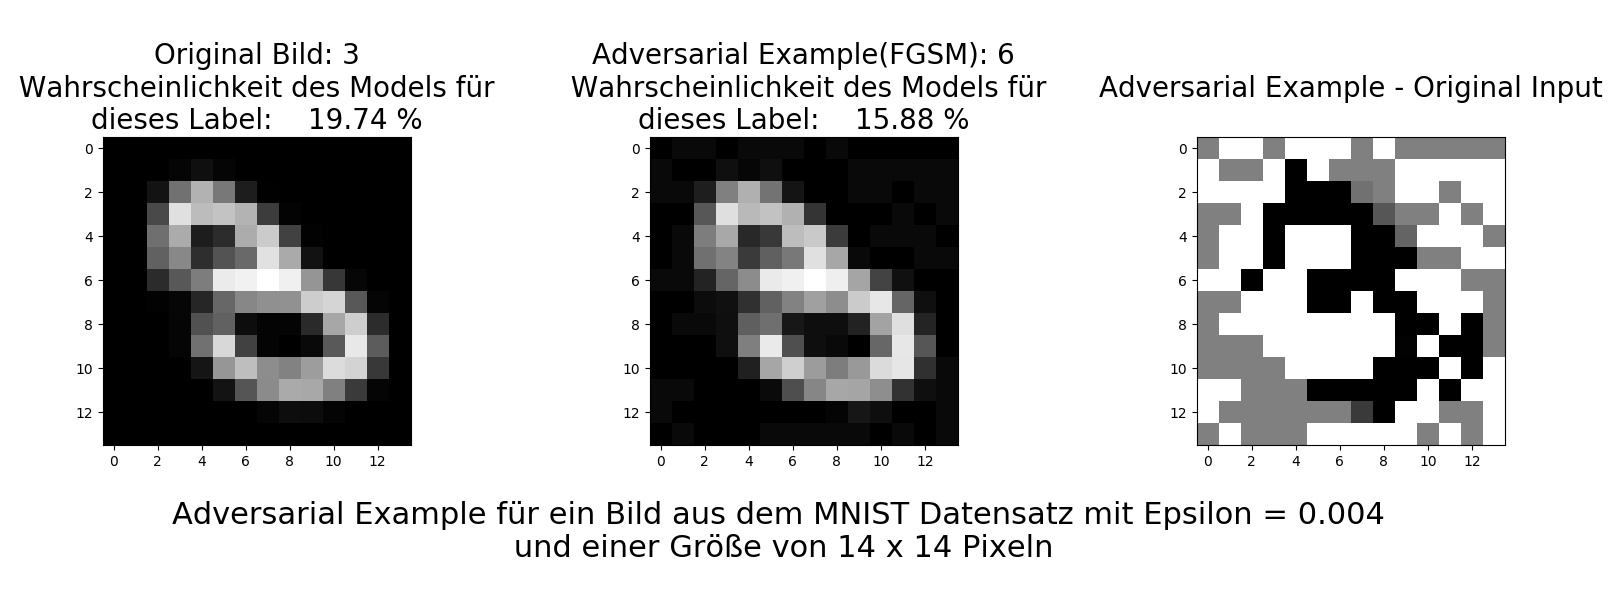 Original Bild: 3
Wahrscheinlichkeit des Models für
dieses Label:    19.74 %
0
2
4
6
8
10
12
0 2 4 6 8 10 12
Adversarial Example(FGSM): 6
Wahrscheinlichkeit des Models für
dieses Label:    15.88 %
0
2
4
6
8
10
12
0 2 4 6 8 10 12
Adversarial Example - Original Input
0
2
4
6
8
10
12
0 2 4 6 8 10 12
Adversarial Example für ein Bild aus dem MNIST Datensatz mit Epsilon = 0.004
und einer Größe von 14 x 14 Pixeln